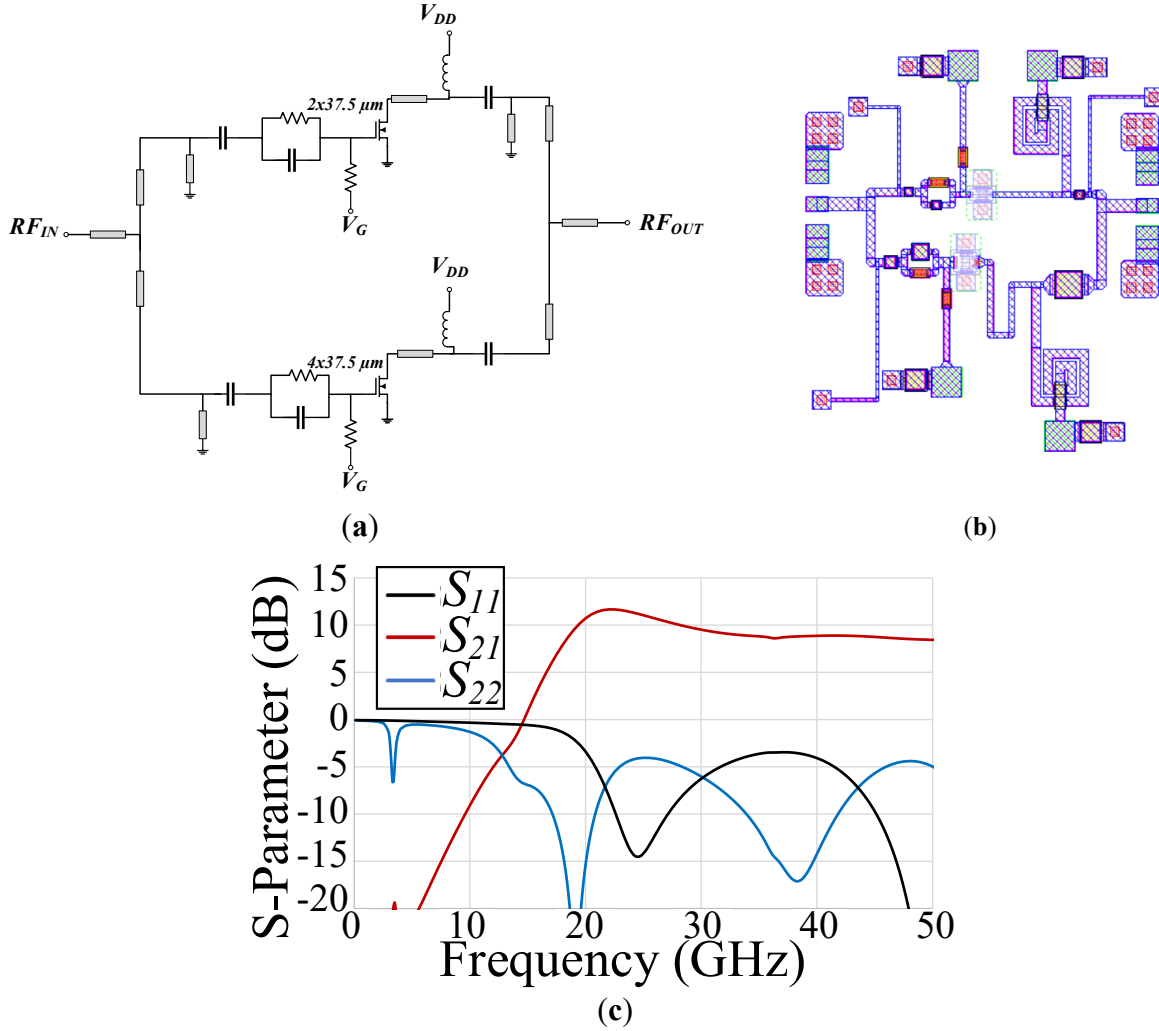 V_DD
2x37.5 µm
V_G
RF_IN
RF_OUT
V_DD
4x37.5 µm
V_G
(a)
(b)
S-Parameter (dB)
15
10
5
0
-5
-10
-15
-20
S_11
S_21
S_22
0 10 20 30 40 50
Frequency (GHz)
(c)